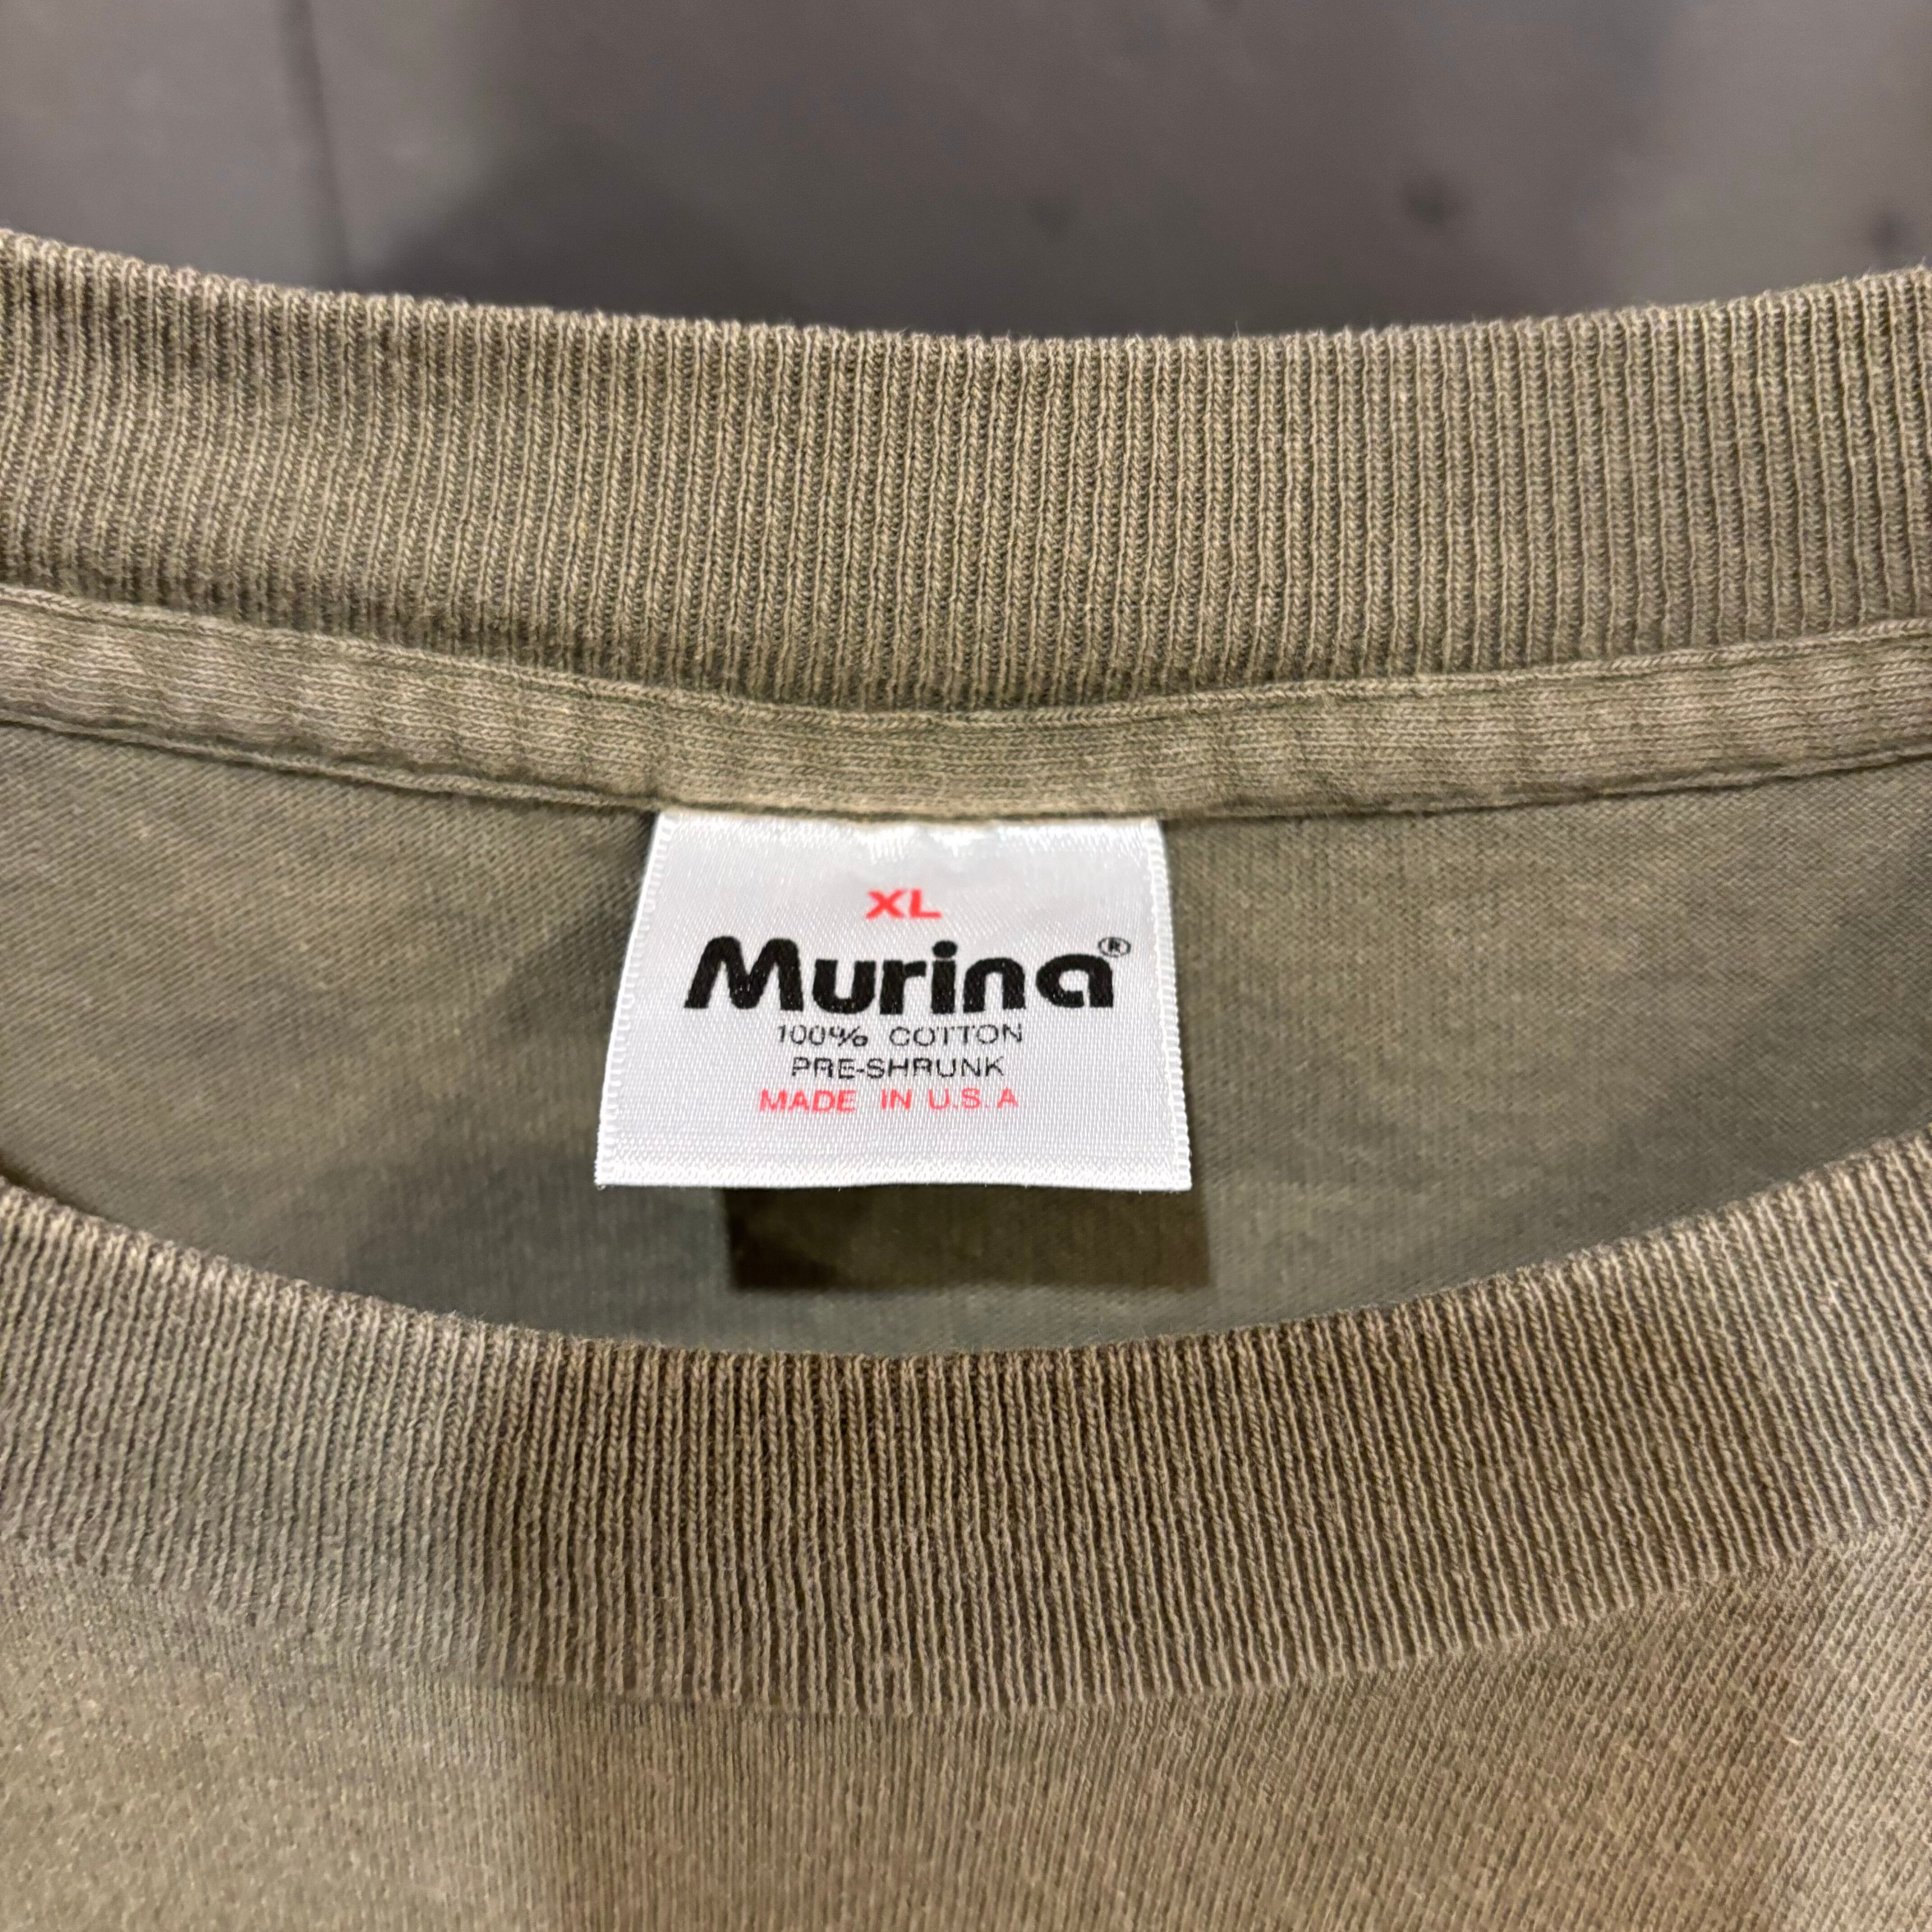 XL
Murina®
100% COTTON
PRE-SHRUNK
MADE IN U.S.A